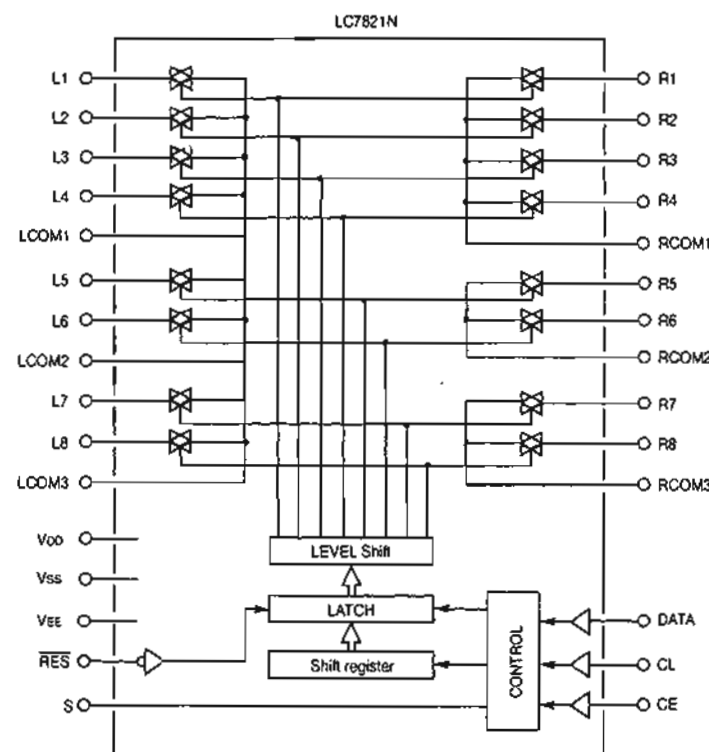 LC7821N
L1
L2
L3
L4
LCOM1
L5
L6
LCOM2
L7
L8
LCOM3
VDD
VSS
VEE
RES
S
R1
R2
R3
R4
RCOM1
R5
R6
RCOM2
R7
R8
RCOM3
LEVEL Shift
LATCH
Shift register
CONTROL
DATA
CL
CE